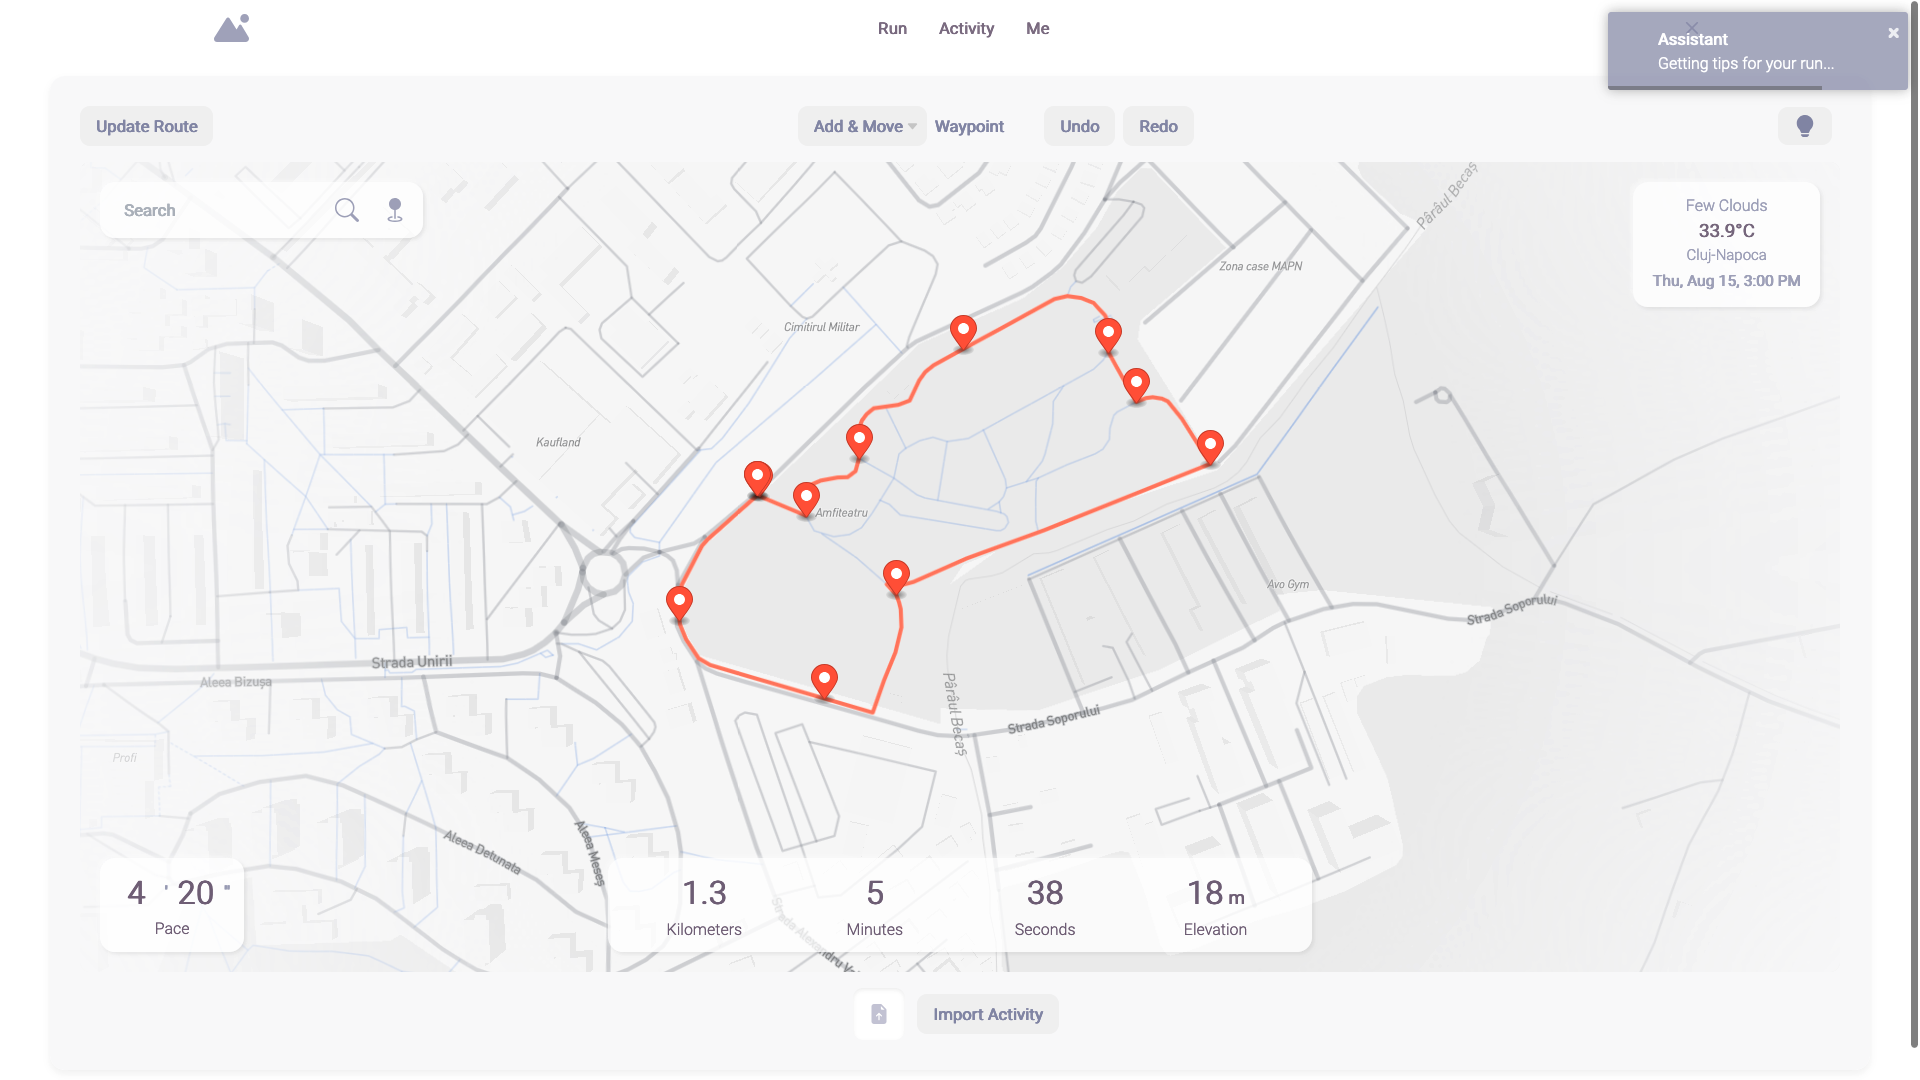 Run
Activity
Me
Assistant
Getting tips for your run...
Update Route
Add & Move
Waypoint
Undo
Redo
Search
Few Clouds
33.9°C
Cluj-Napoca
Thu, Aug 15, 3:00 PM
Pârâul Becaș
Zona case MAPN
Cimitirul Militar
Kaufland
Amfiteatru
Avo Gym
Strada Soporului
Strada Unirii
Aleea Bizușa
Pârâul Becaș
Strada Soporului
Profi
Aleea Detunata
Aleea Meseș
4 ' 20 "
Pace
1.3
Kilometers
5
Minutes
38
Seconds
18 m
Elevation
Import Activity